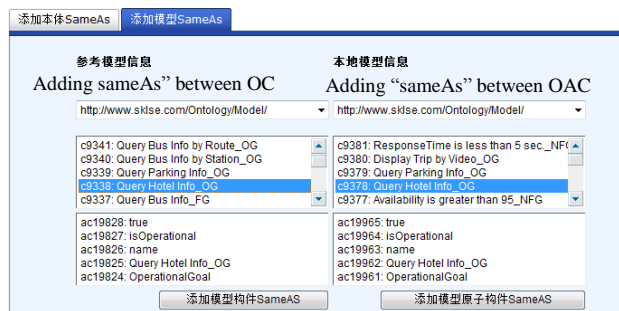 添加本体SameAs 添加模型SameAs
参考模型信息 本地模型信息
Adding sameAs” between OC Adding “sameAs” between OAC
http://www.sklse.com/Ontology/Model/ http://www.sklse.com/Ontology/Model/
c9341: Query Bus Info by Route_OG
c9340: Query Bus Info by Station_OG
c9339: Query Parking Info_OG
c9338: Query Hotel Info_OG
c9337: Query Bus Info_FG
c9381: ResponseTime is less than 5 sec._NFG
c9380: Display Trip by Video_OG
c9379: Query Parking Info_OG
c9378: Query Hotel Info_OG
c9377: Availability is greater than 95_NFG
ac19828: true
ac19827: isOperational
ac19826: name
ac19825: Query Hotel Info_OG
ac19824: OperationalGoal
ac19965: true
ac19964: isOperational
ac19963: name
ac19962: Query Hotel Info_OG
ac19961: OperationalGoal
添加模型构件SameAS 添加模型原子构件SameAS